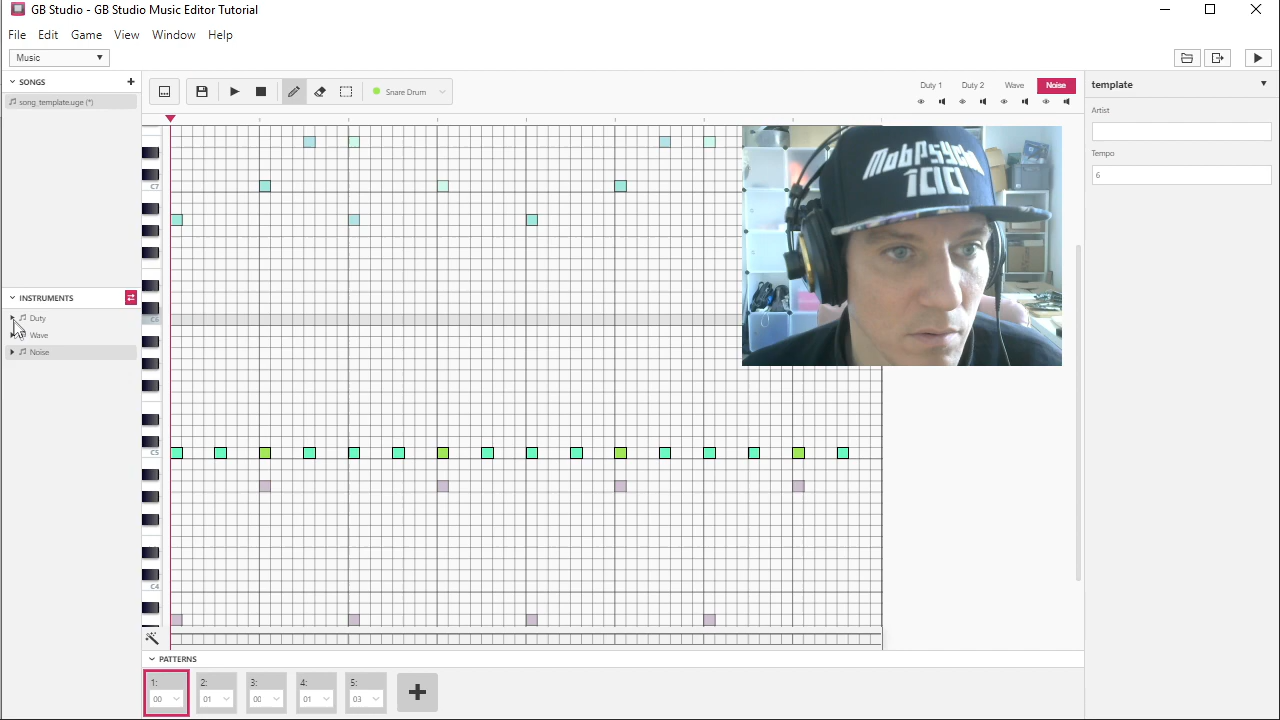 GB Studio - GB Studio Music Editor Tutorial
File Edit Game View Window Help
Music
SONGS
song_template.uge (*)
Snare Drum
Duty 1 Duty 2 Wave Noise
template
Artist
Tempo
6
C7
C6
C5
C4
INSTRUMENTS
Duty
Wave
Noise
MobPsycho
100
PATTERNS
1: 2: 3: 4: 5:
00 01 00 01 03